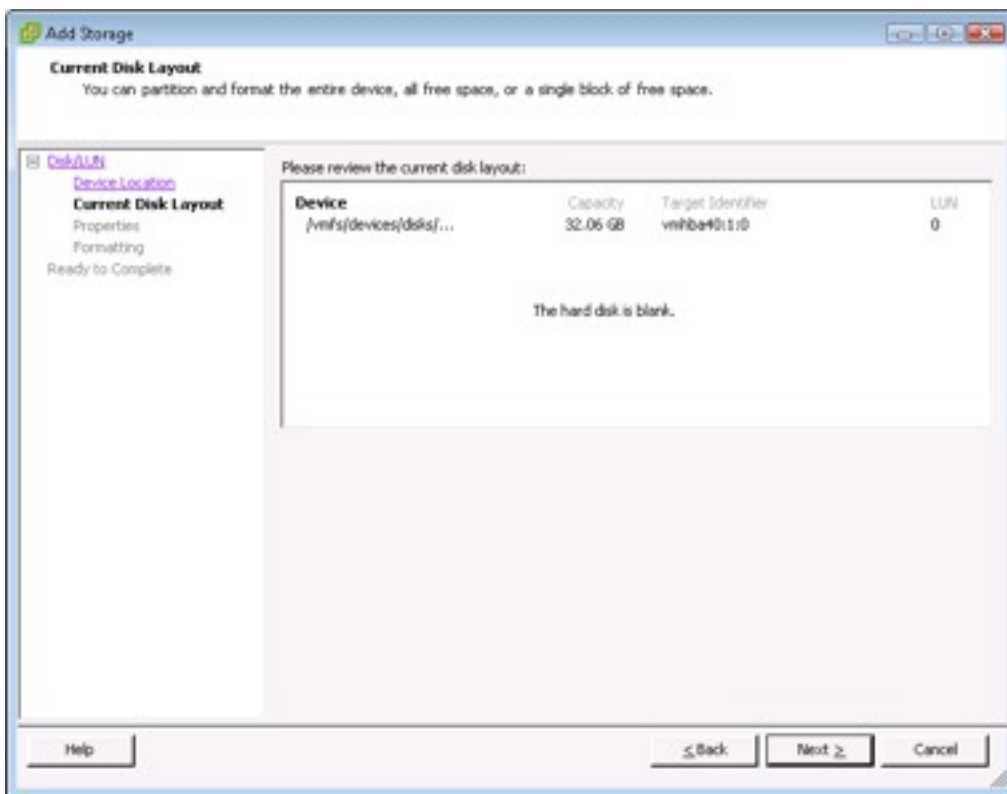 Add Storage
Current Disk Layout
You can partition and format the entire device, all free space, or a single block of free space.
Disk/LUN
Device Location
Current Disk Layout
Properties
Formatting
Ready to Complete
Please review the current disk layout:
Device Capacity Target Identifier LUN
/vmfs/devices/disks/... 32.06 GB vmhba40:1:0 0
The hard disk is blank.
Help
< Back
Next >
Cancel